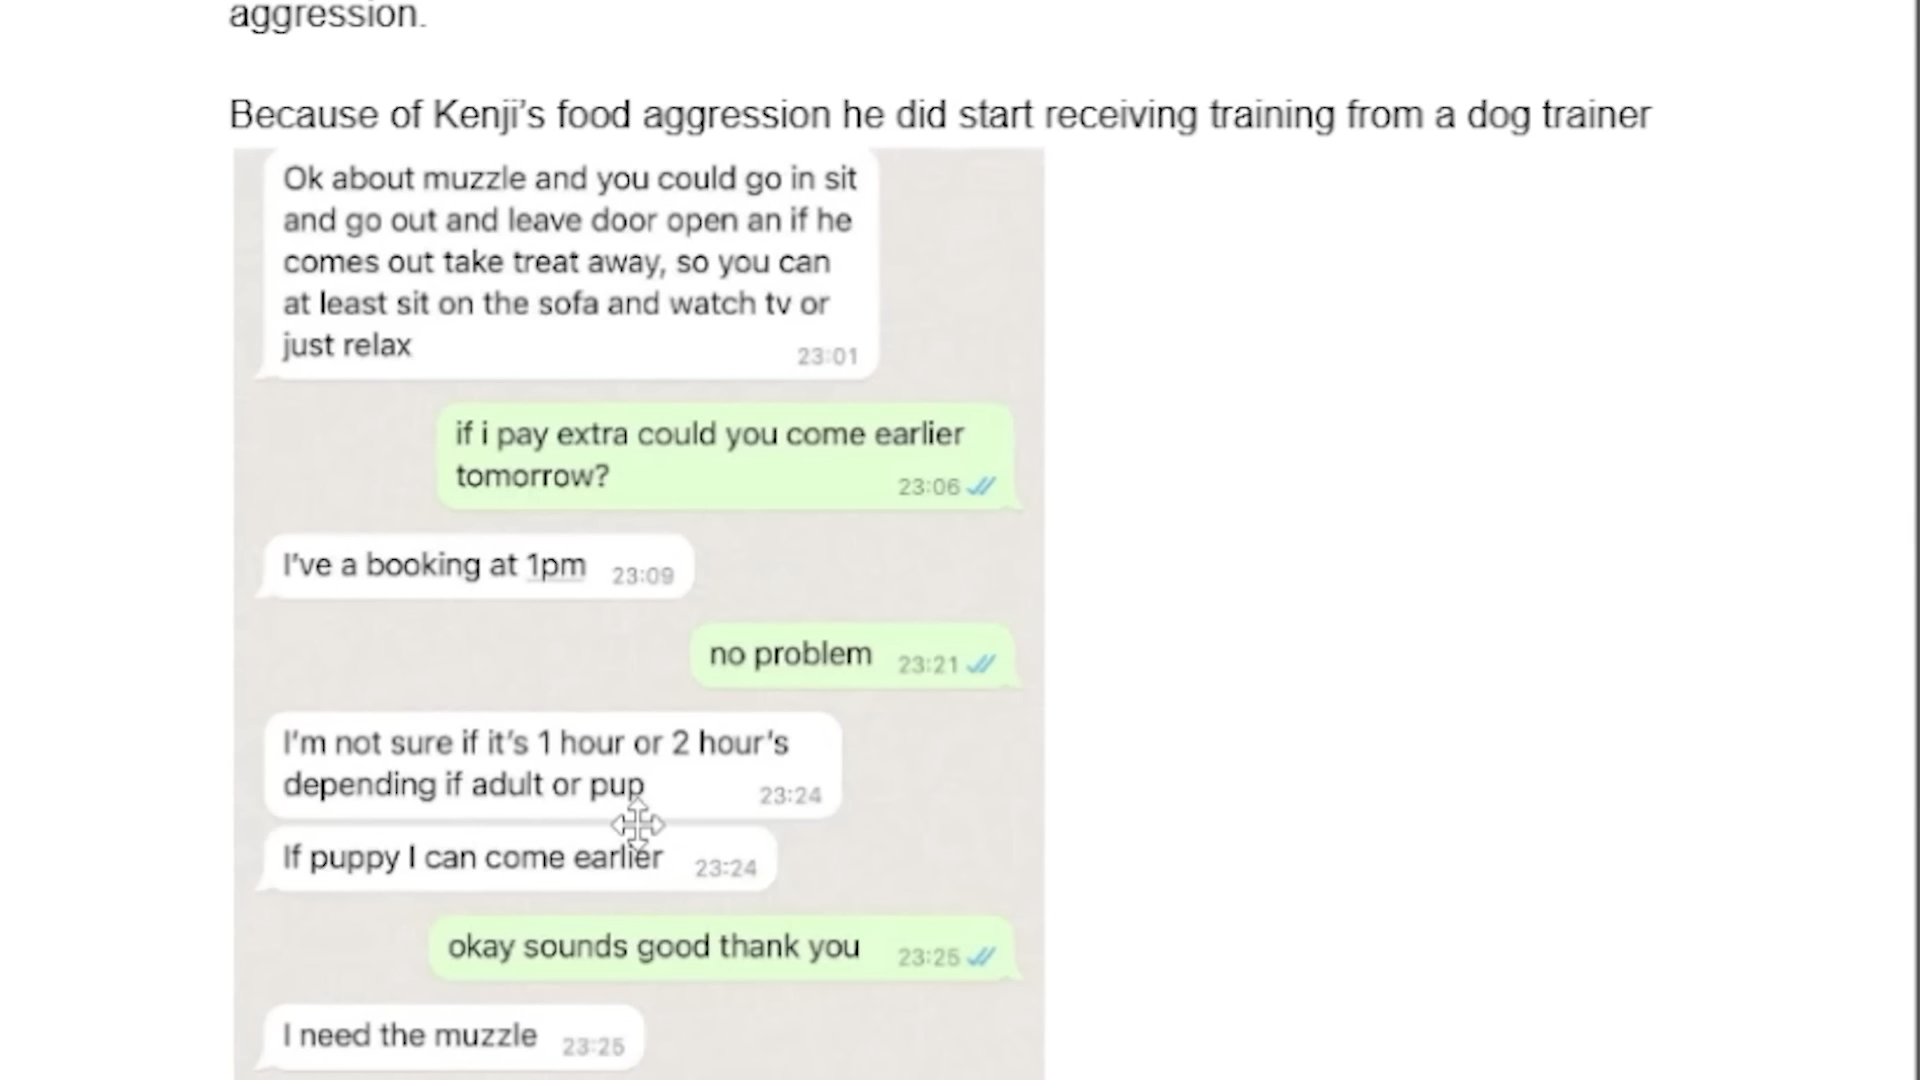 aggression.
Because of Kenji's food aggression he did start receiving training from a dog trainer
Ok about muzzle and you could go in sit
and go out and leave door open an if he
comes out take treat away, so you can
at least sit on the sofa and watch tv or
just relax
23:01
if i pay extra could you come earlier
tomorrow?
23:06
I've a booking at 1pm 23:09
no problem 23:21
I'm not sure if it's 1 hour or 2 hour's
depending if adult or pup
23:24
If puppy I can come earlier 23:24
okay sounds good thank you 23:25
I need the muzzle 23:25